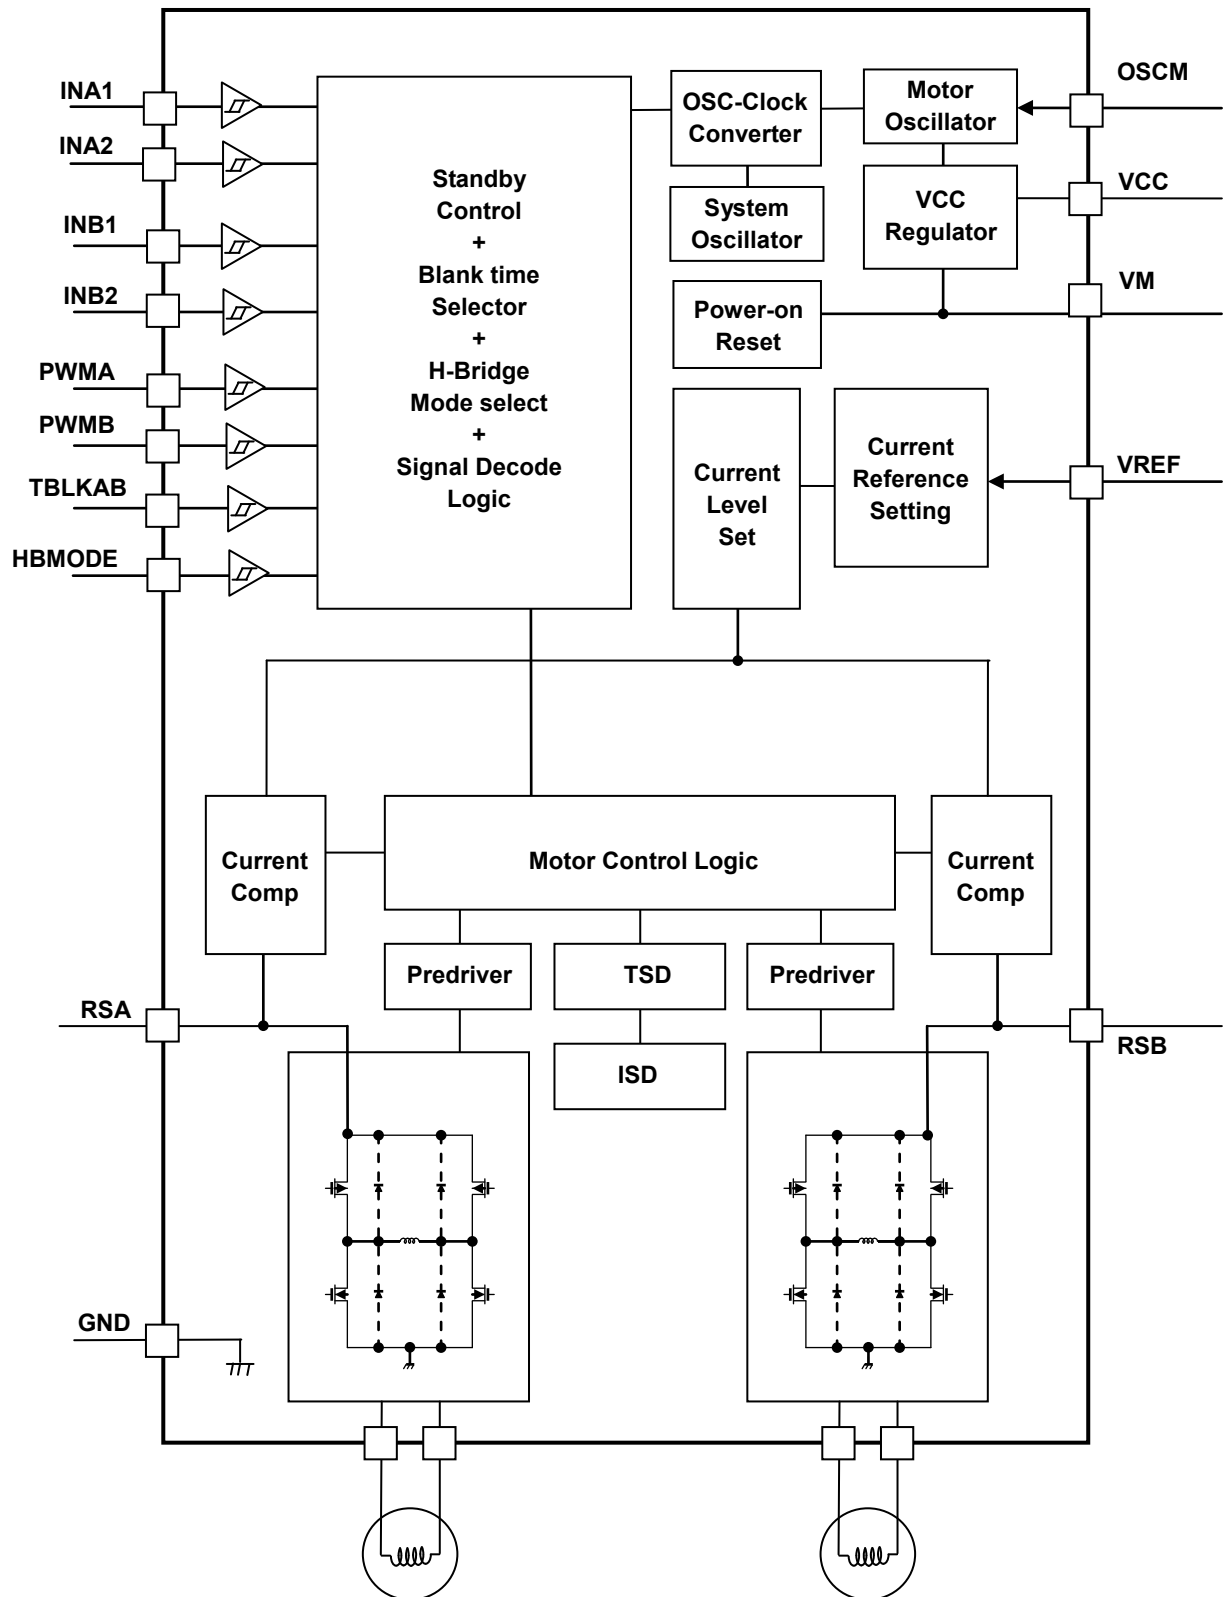 INA1
INA2
INB1
INB2
PWMA
PWMB
TBLKAB
HBMODE
Standby
Control
+
Blank time
Selector
+
H-Bridge
Mode select
+
Signal Decode
Logic
OSC-Clock
Converter
Motor
Oscillator
System
Oscillator
VCC
Regulator
Power-on
Reset
Current
Level
Set
Current
Reference
Setting
OSCM
VCC
VM
VREF
Current
Comp
Motor Control Logic
Current
Comp
Predriver
TSD
Predriver
ISD
RSA
RSB
GND